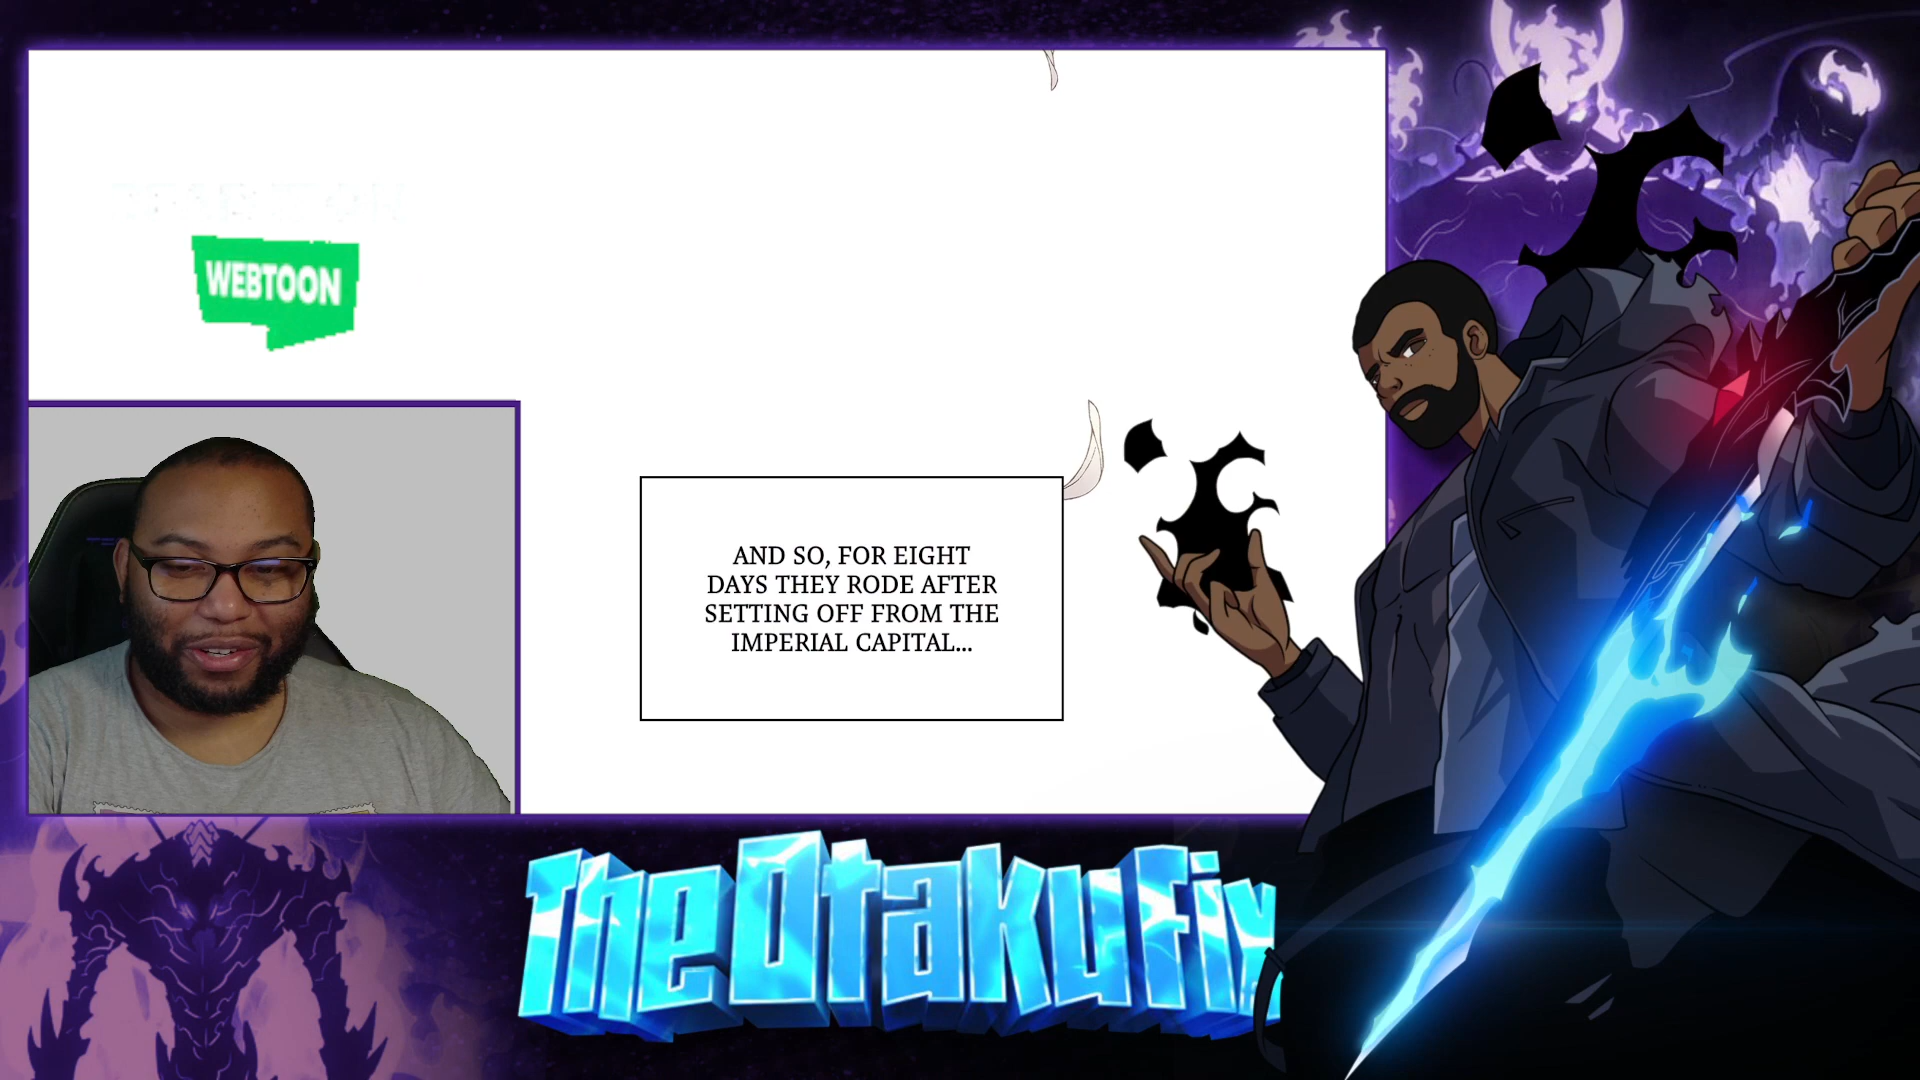 WEBTOON
AND SO, FOR EIGHT
DAYS THEY RODE AFTER
SETTING OFF FROM THE
IMPERIAL CAPITAL...
TheOtakuFix